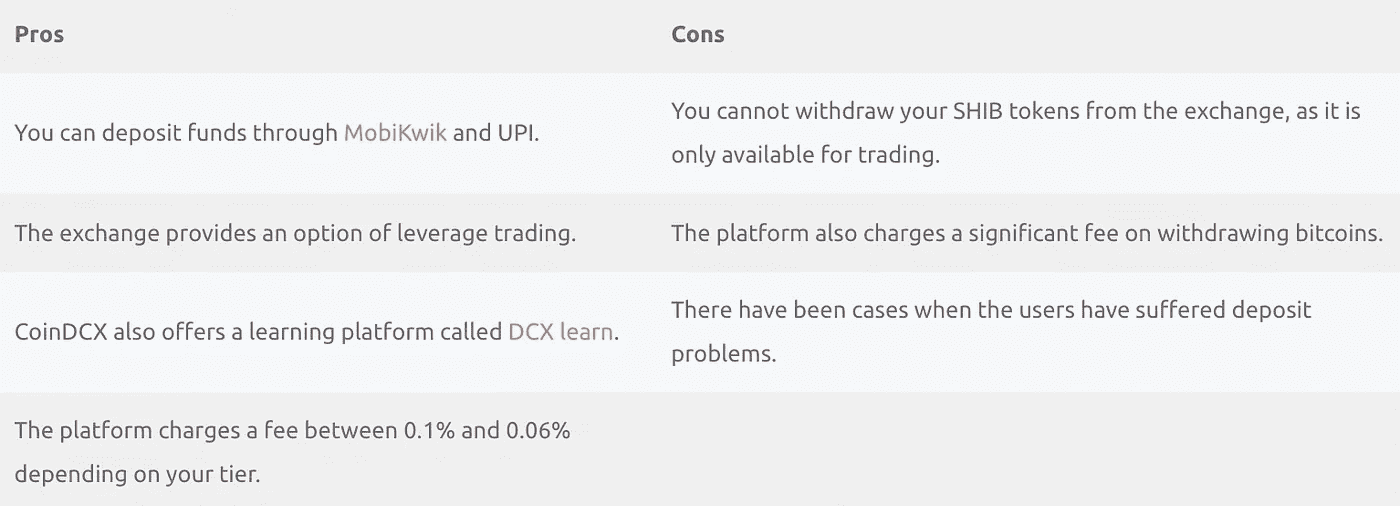 Pros
Cons
You can deposit funds through MobiKwik and UPI.
You cannot withdraw your SHIB tokens from the exchange, as it is
only available for trading.
The exchange provides an option of leverage trading.
The platform also charges a significant fee on withdrawing bitcoins.
CoinDCX also offers a learning platform called DCX learn.
There have been cases when the users have suffered deposit
problems.
The platform charges a fee between 0.1% and 0.06%
depending on your tier.